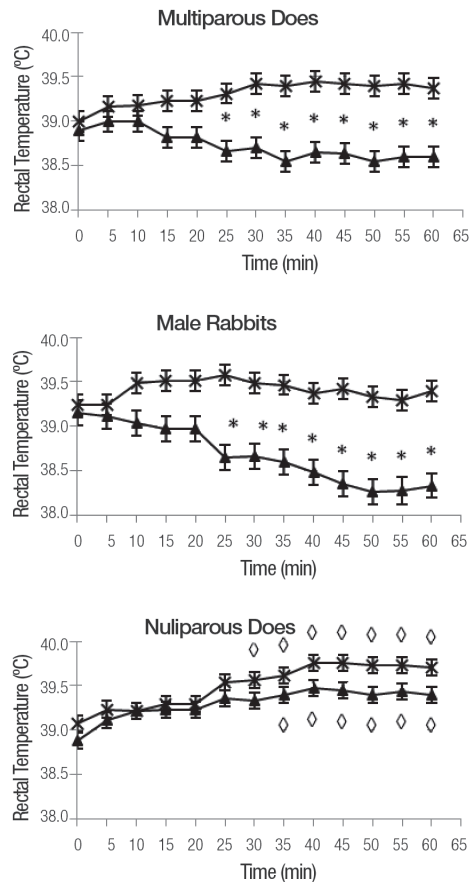 Multiparous Does
Rectal Temperature (ºC)
40.0
39.5
39.0
38.5
38.0
* * * * * * * *
0 5 10 15 20 25 30 35 40 45 50 55 60 65
Time (min)
Male Rabbits
Rectal Temperature (ºC)
40.0
39.5
39.0
38.5
38.0
* * * * * * * *
0 5 10 15 20 25 30 35 40 45 50 55 60 65
Time (min)
Nuliparous Does
Rectal Temperature (ºC)
40.0
39.5
39.0
38.5
38.0
◊ ◊ ◊ ◊ ◊ ◊ ◊
◊ ◊ ◊ ◊ ◊ ◊
0 5 10 15 20 25 30 35 40 45 50 55 60 65
Time (min)